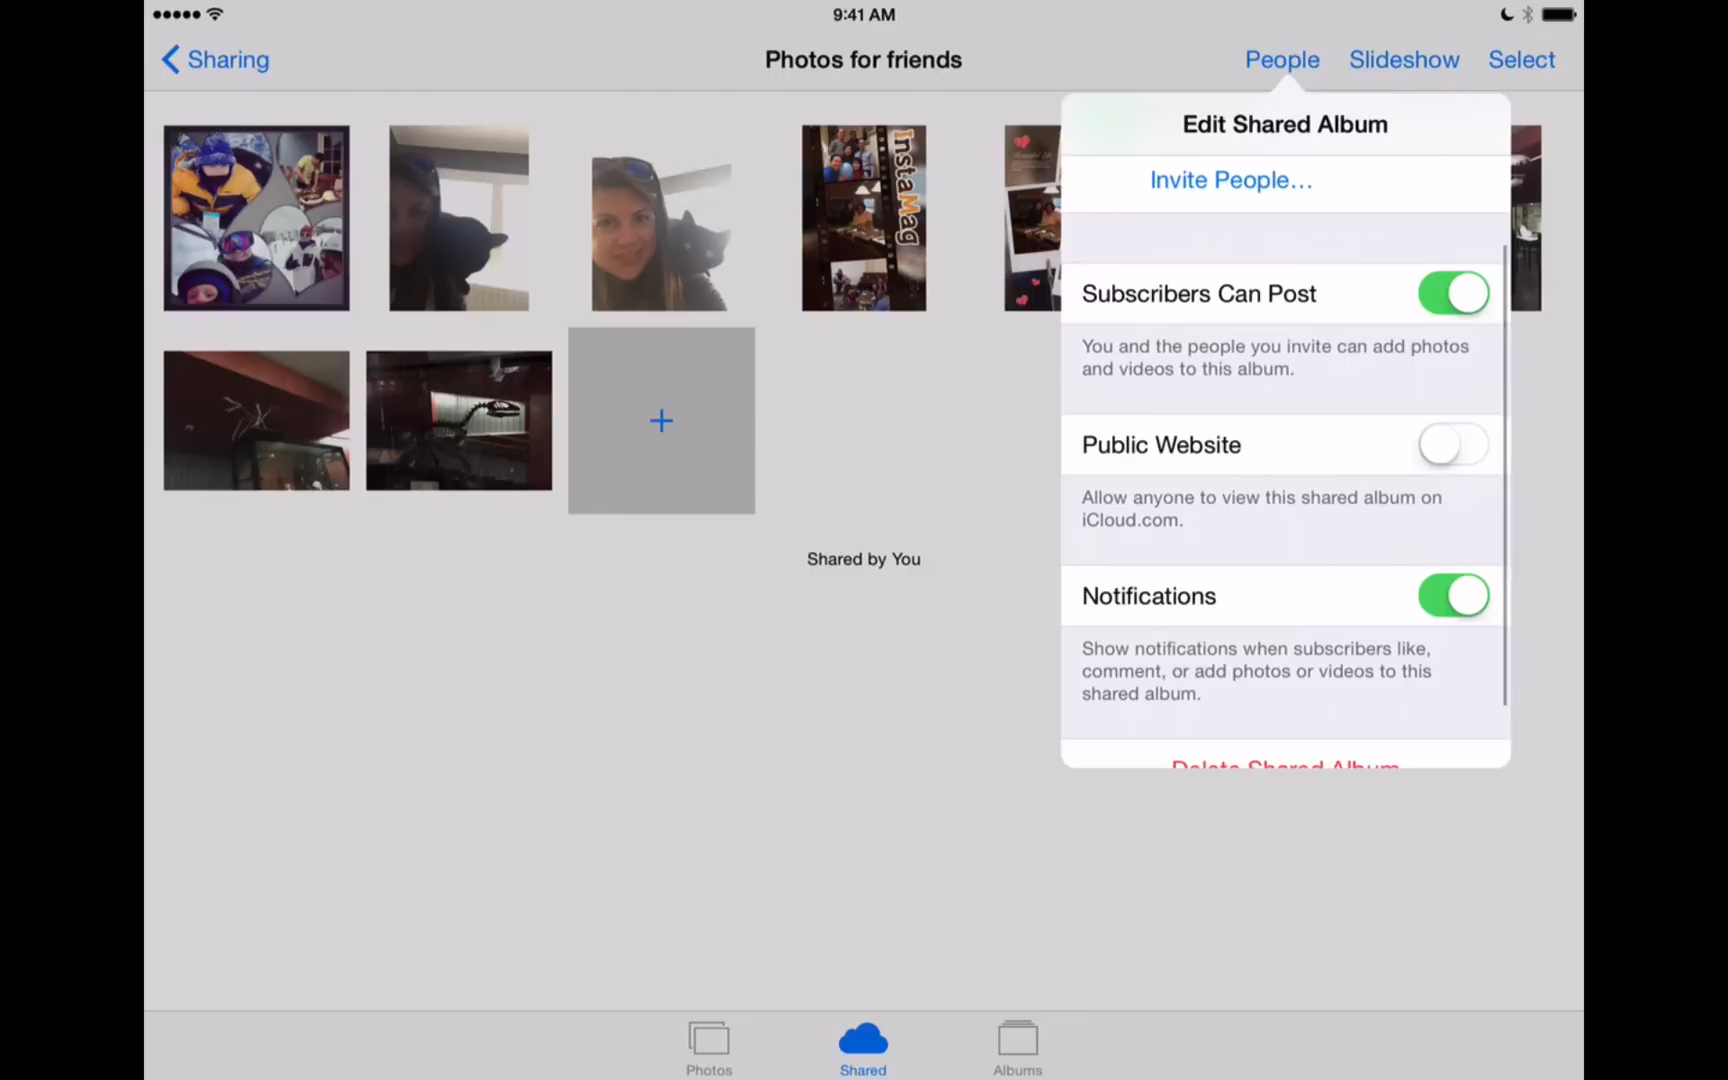 9:41 AM
Sharing
Photos for friends
People
Slideshow
Select
Edit Shared Album
Invite People...
InstaMag
Subscribers Can Post
You and the people you invite can add photos
and videos to this album.
Public Website
Allow anyone to view this shared album on
iCloud.com.
Shared by You
Notifications
Show notifications when subscribers like,
comment, or add photos or videos to this
shared album.
Delete Shared Album
Photos
Shared
Albums